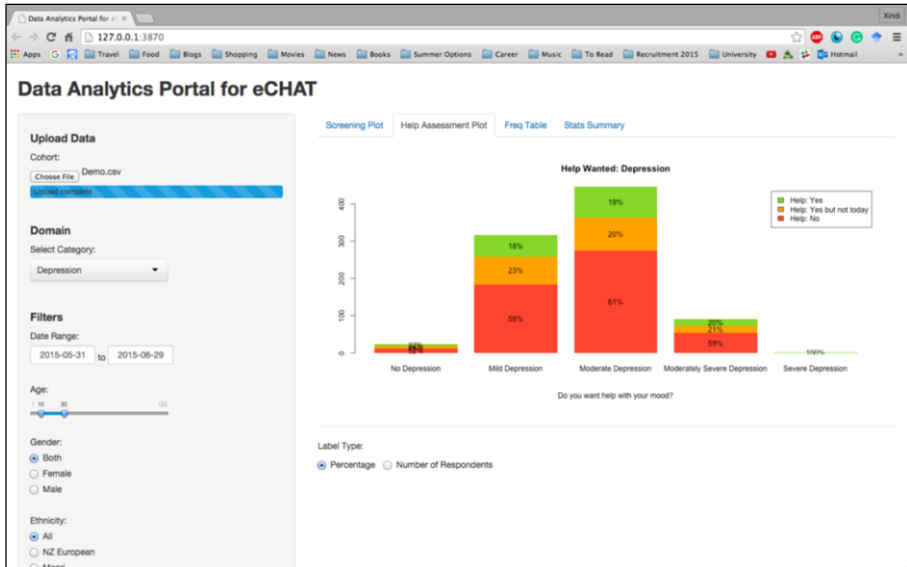 Data Analytics Portal for eC
Xindi
127.0.0.1:3870
Apps Travel Food Blogs Shopping Movies News Books Summer Options Career Music To Read Recruitment 2015 University Hotmail »
Data Analytics Portal for eCHAT
Upload Data
Cohort:
Choose File Demo.csv
Upload complete
Domain
Select Category:
Depression
Filters
Date Range:
2015-05-31 to 2015-06-29
Age:
1 10 30 120
Gender:
Both
Female
Male
Ethnicity:
All
NZ European
Screening Plot Help Assessment Plot Freq Table Stats Summary
Help Wanted: Depression
Help: Yes
Help: Yes but not today
Help: No
400
300
200
100
0
18%
23%
58%
19%
20%
61%
20%
21%
59%
100%
No Depression Mild Depression Moderate Depression Moderately Severe Depression Severe Depression
Do you want help with your mood?
Label Type:
Percentage Number of Respondents